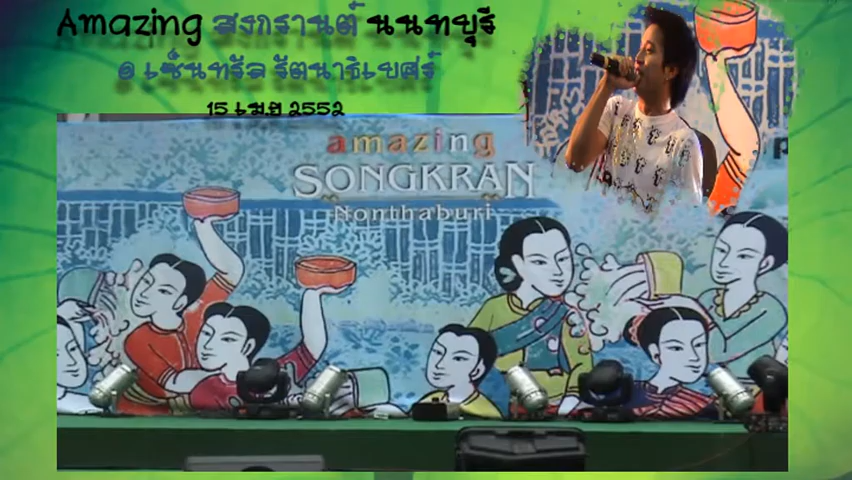 Amazing สงกรานต์ นนทบุรี
@ เซ็นทรัล รัตนาธิเบศร์
15 เม.ย 2552
amazing
SONGKRAN
Nonthaburi